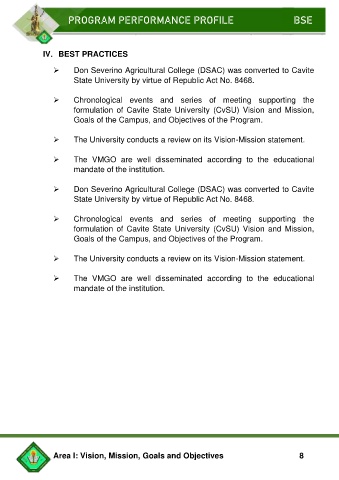 PROGRAM PERFORMANCE PROFILE BSE
IV. BEST PRACTICES
➢ Don Severino Agricultural College (DSAC) was converted to Cavite
State University by virtue of Republic Act No. 8468.
➢ Chronological events and series of meeting supporting the
formulation of Cavite State University (CvSU) Vision and Mission,
Goals of the Campus, and Objectives of the Program.
➢ The University conducts a review on its Vision-Mission statement.
➢ The VMGO are well disseminated according to the educational
mandate of the institution.
➢ Don Severino Agricultural College (DSAC) was converted to Cavite
State University by virtue of Republic Act No. 8468.
➢ Chronological events and series of meeting supporting the
formulation of Cavite State University (CvSU) Vision and Mission,
Goals of the Campus, and Objectives of the Program.
➢ The University conducts a review on its Vision-Mission statement.
➢ The VMGO are well disseminated according to the educational
mandate of the institution.
Area I: Vision, Mission, Goals and Objectives 8